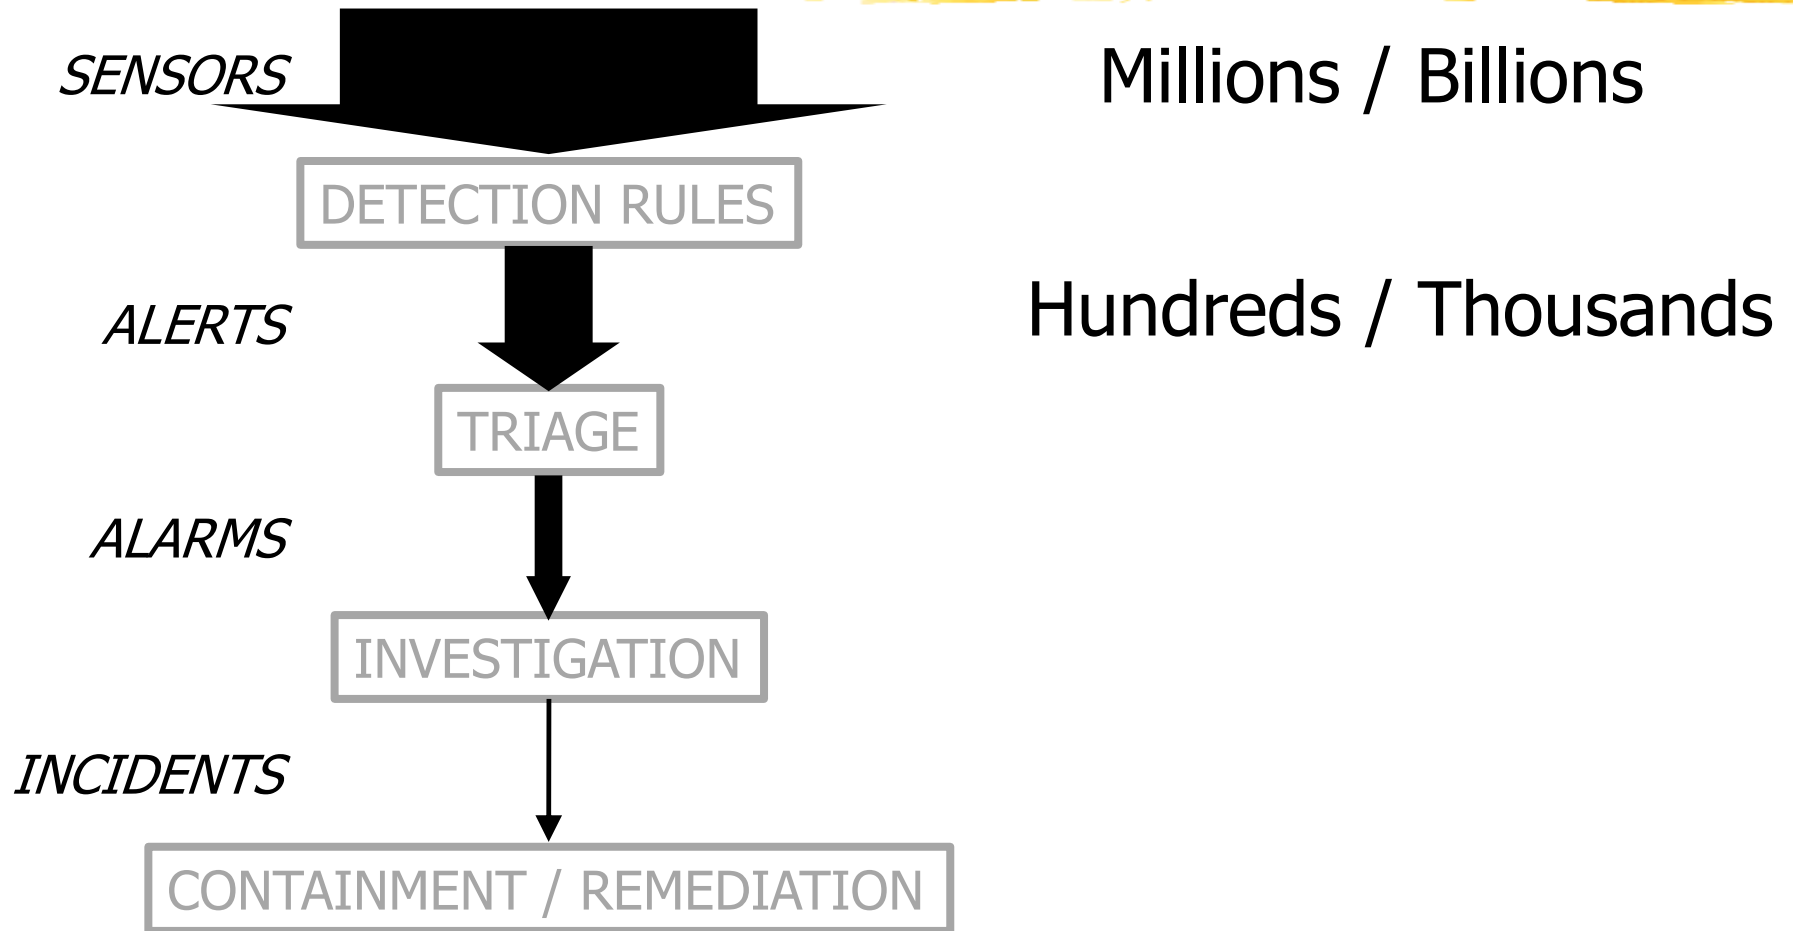 SENSORS
Millions / Billions
DETECTION RULES
ALERTS
Hundreds / Thousands
TRIAGE
ALARMS
INVESTIGATION
INCIDENTS
CONTAINMENT / REMEDIATION